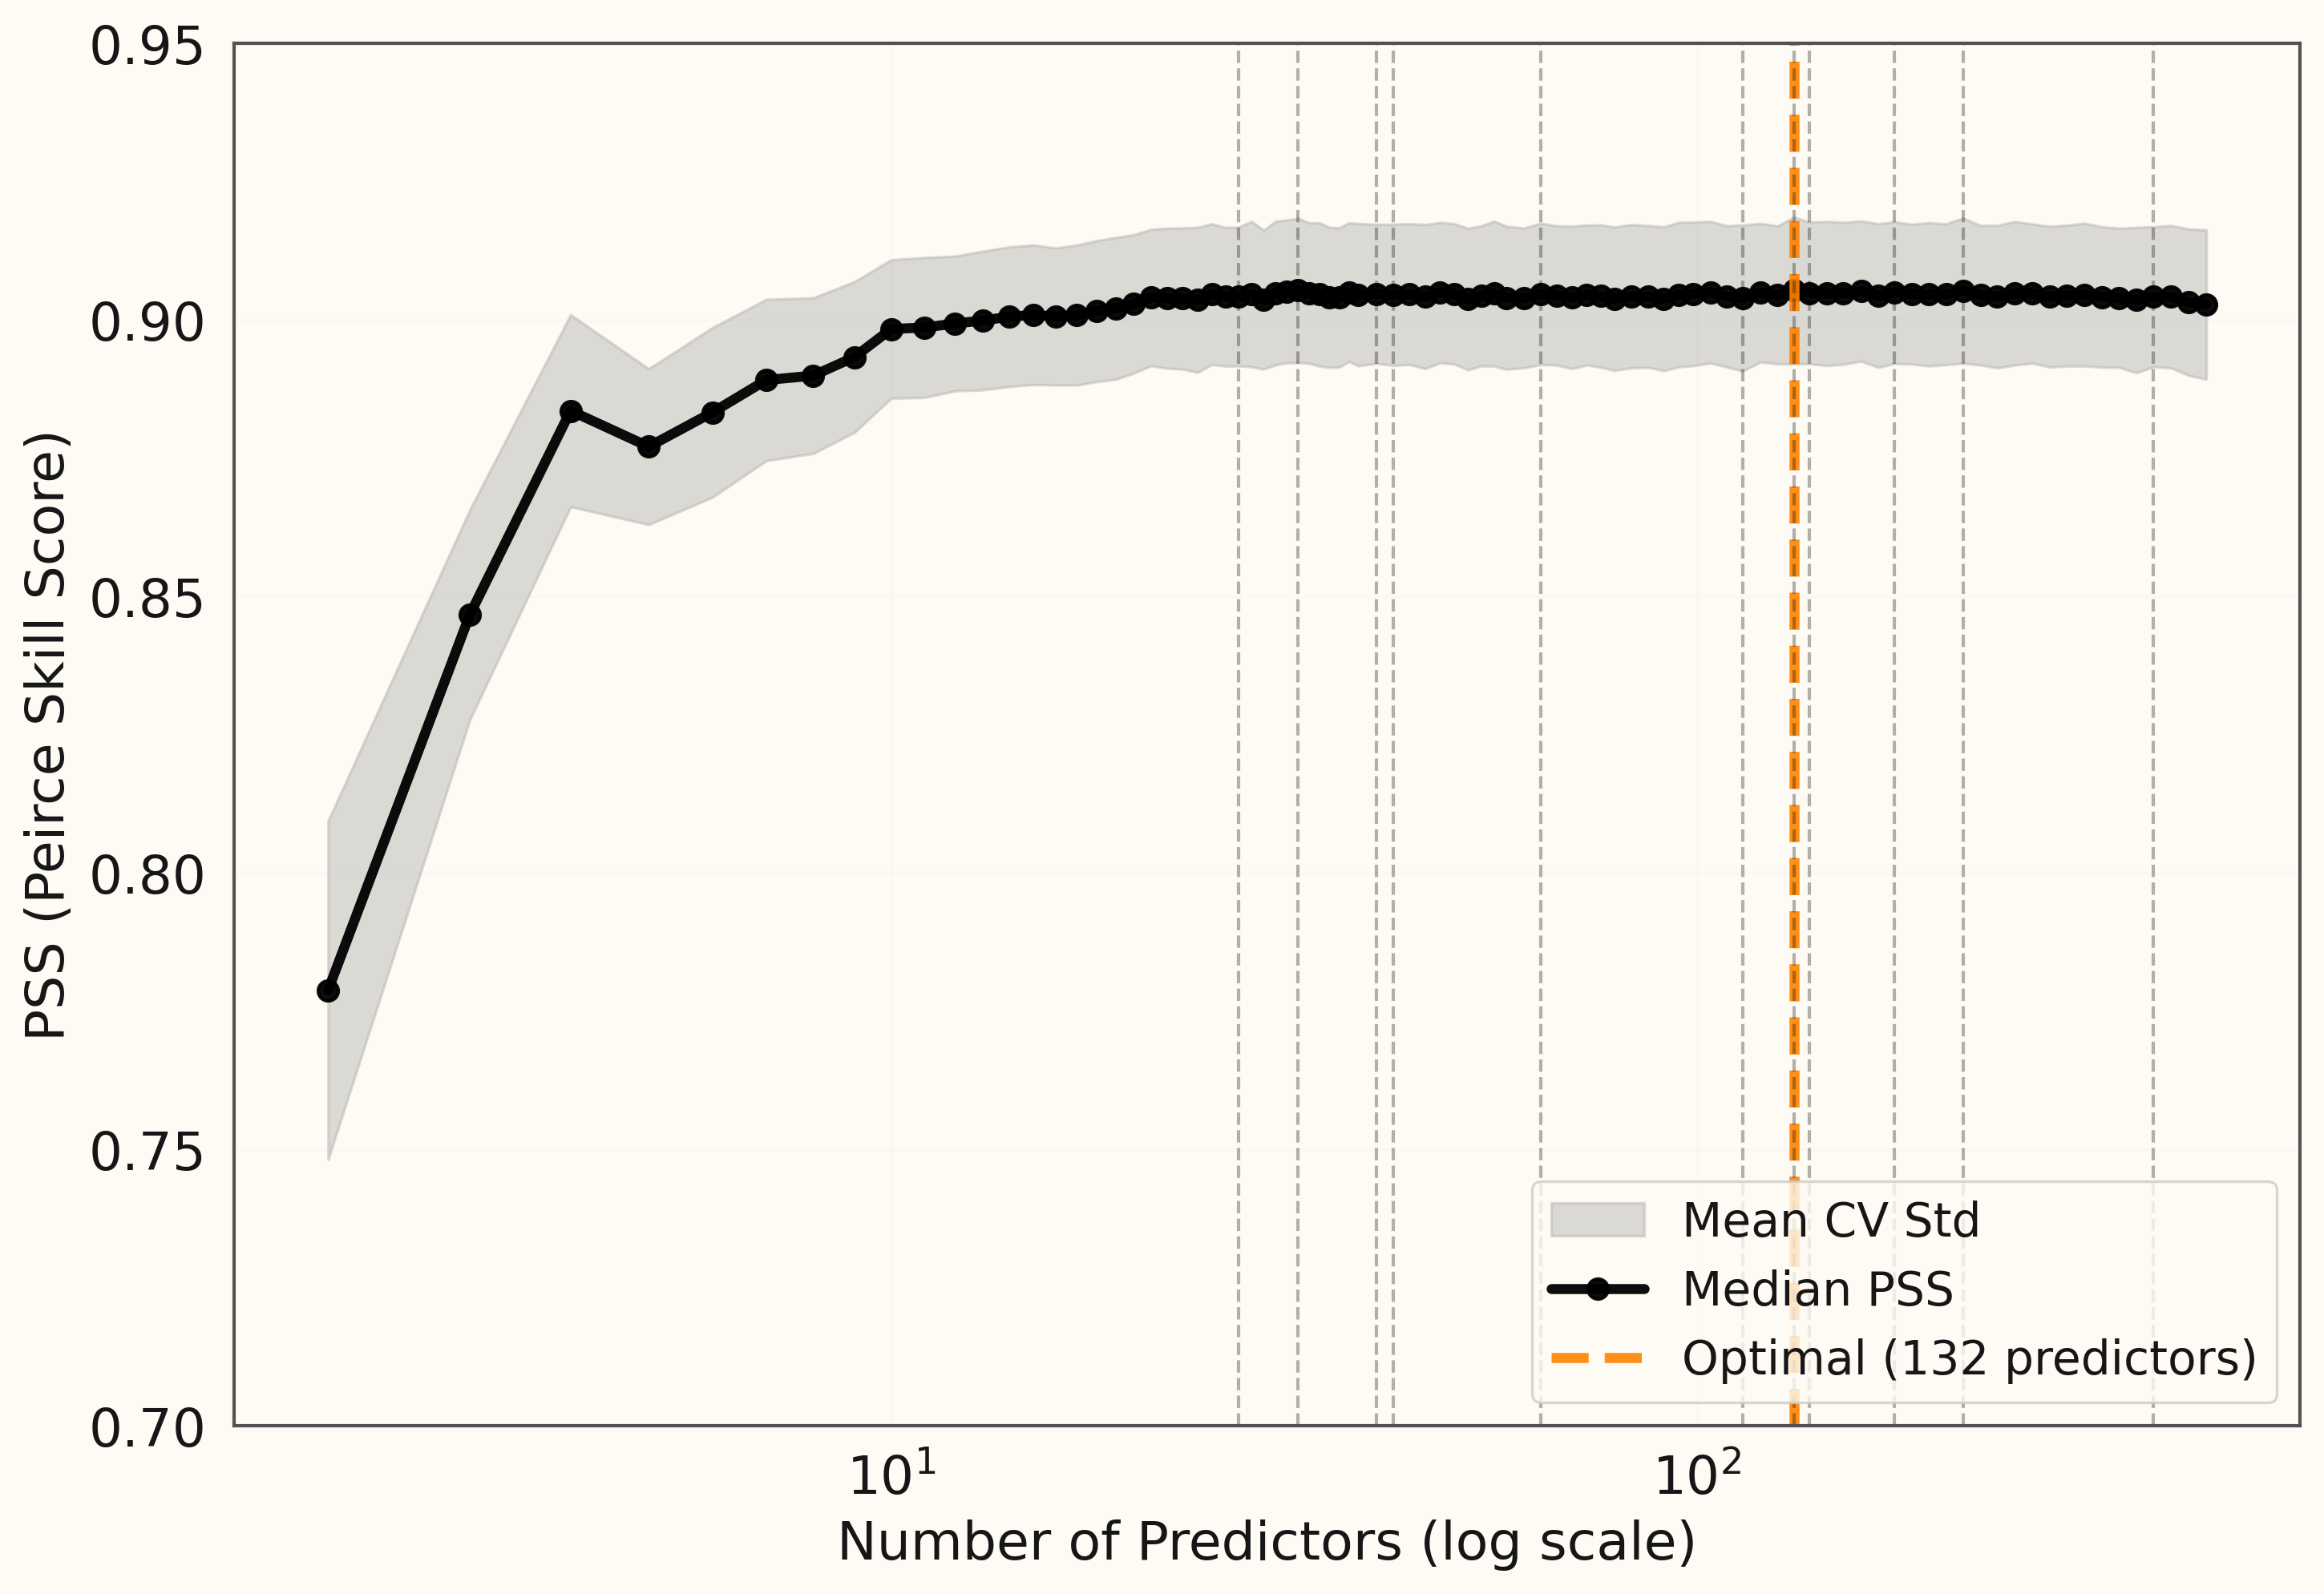 0.95
0.90
0.85
0.80
0.75
0.70
PSS (Peirce Skill Score)
Mean CV Std
Median PSS
Optimal (132 predictors)
10¹
10²
Number of Predictors (log scale)